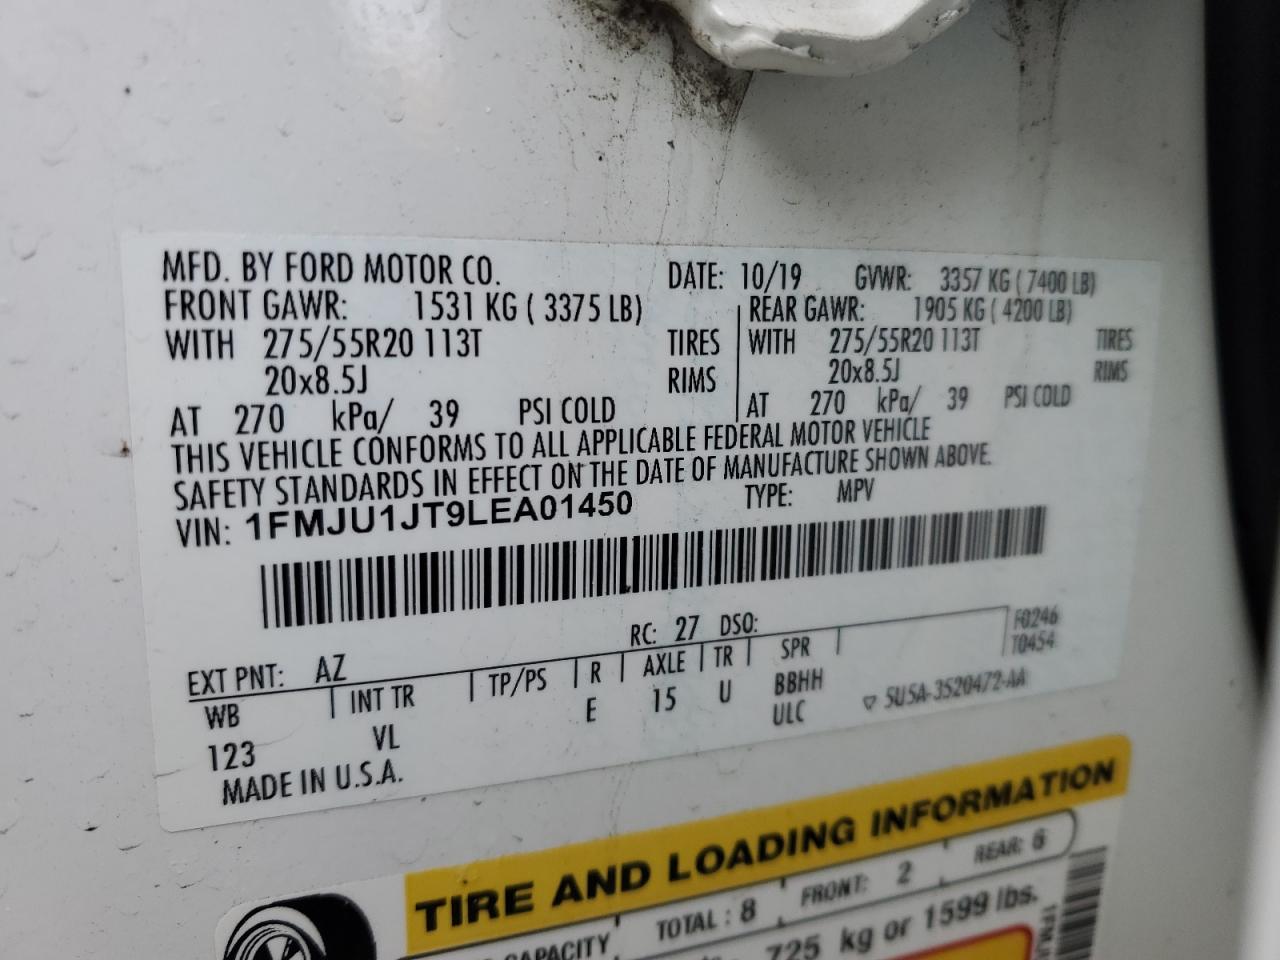 MFD. BY FORD MOTOR CO. DATE: 10/19 GVWR: 3357 KG ( 7400 LB)
FRONT GAWR: 1531 KG ( 3375 LB) REAR GAWR: 1905 KG ( 4200 LB)
WITH 275/55R20 113T TIRES WITH 275/55R20 113T TIRES
20x8.5J RIMS 20x8.5J RIMS
AT 270 kPa/ 39 PSI COLD AT 270 kPa/ 39 PSI COLD
THIS VEHICLE CONFORMS TO ALL APPLICABLE FEDERAL MOTOR VEHICLE
SAFETY STANDARDS IN EFFECT ON THE DATE OF MANUFACTURE SHOWN ABOVE.
VIN: 1FMJU1JT9LEA01450 TYPE: MPV
F0246
RC: 27 DSO: T0454
EXT PNT: AZ
WB INT TR TP/PS R AXLE TR SPR
123 VL E 15 U BBHH
ULC
5U5A-3520472-AA
MADE IN U.S.A.
TIRE AND LOADING INFORMATION
CAPACITY TOTAL : 8 FRONT: 2 REAR: 6
725 kg or 1599 lbs.